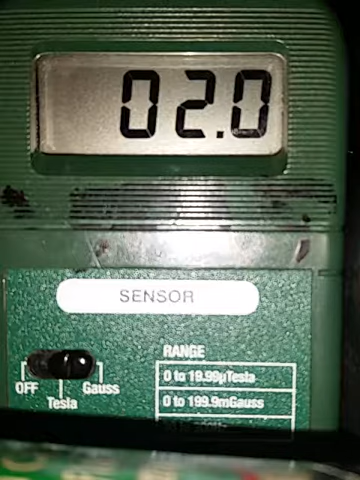 02.0
SENSOR
RANGE
OFF
Tesla
Gauss
0 to 19.99µTesla
0 to 199.9mGauss